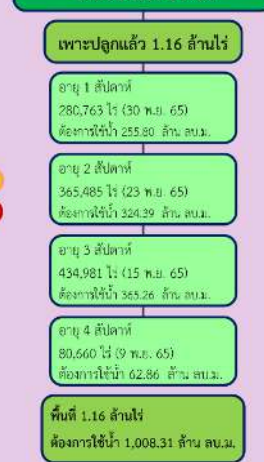 เพาะปลูกแล้ว 1.16 ล้านไร่
อายุ 1 สัปดาห์
280,763 ไร่ (30 พ.ย. 65)
ต้องการใช้น้ำ 255.80 ล้าน ลบ.ม.
อายุ 2 สัปดาห์
365,485 ไร่ (23 พ.ย. 65)
ต้องการใช้น้ำ 324.39 ล้าน ลบ.ม.
อายุ 3 สัปดาห์
434,981 ไร่ (15 พ.ย. 65)
ต้องการใช้น้ำ 365.26 ล้าน ลบ.ม.
อายุ 4 สัปดาห์
80,660 ไร่ (9 พ.ย. 65)
ต้องการใช้น้ำ 62.86 ล้าน ลบ.ม.
พื้นที่ 1.16 ล้านไร่
ต้องการใช้น้ำ 1,008.31 ล้าน ลบ.ม.